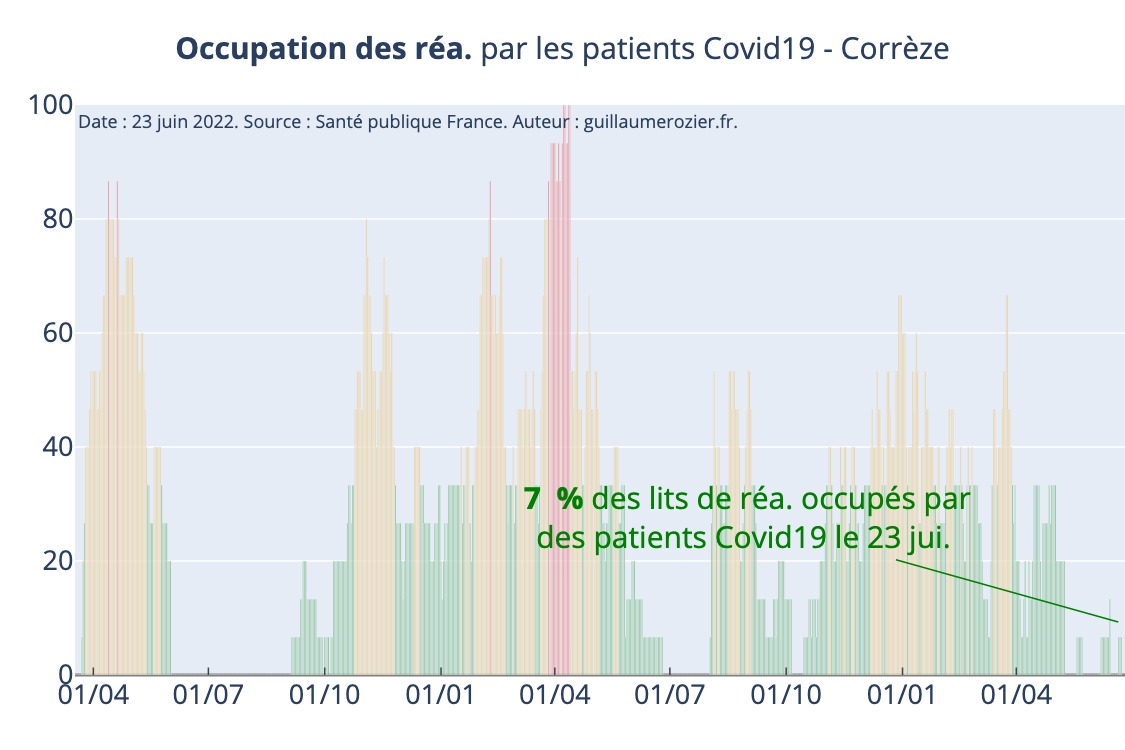 Occupation des réa. par les patients Covid19 - Corrèze
100
Date : 23 juin 2022. Source : Santé publique France. Auteur : guillaumerozier.fr.
80
60
40
7 % des lits de réa. occupés par
des patients Covid19 le 23 jui.
20
0
01/04 01/07 01/10 01/01 01/04 01/07 01/10 01/01 01/04